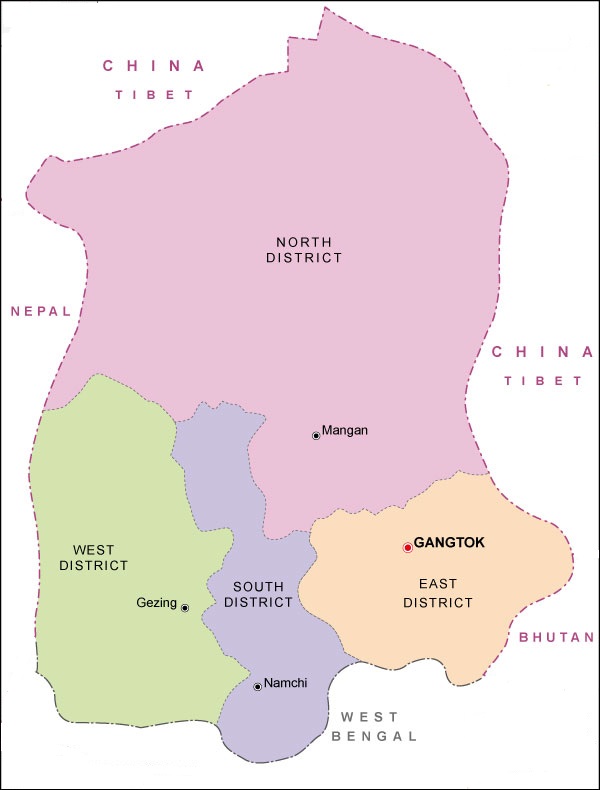 CHINA
TIBET
NORTH
DISTRICT
NEPAL
CHINA
TIBET
Mangan
GANGTOK
WEST
DISTRICT
EAST
DISTRICT
SOUTH
DISTRICT
Gezing
BHUTAN
Namchi
WEST
BENGAL